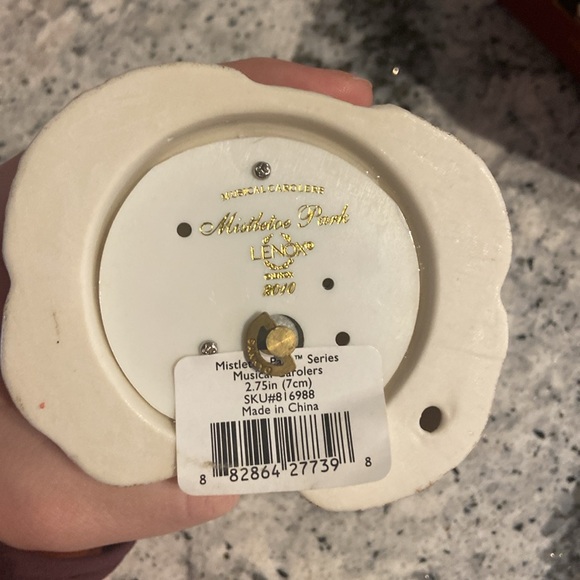 MUSICAL CAROLERS
Mistletoe Park
LENOX®
2010
SANKYO
Mistletoe Park™ Series
Musical Carolers
2.75in (7cm)
SKU#816988
Made in China
8 82864 27739 8